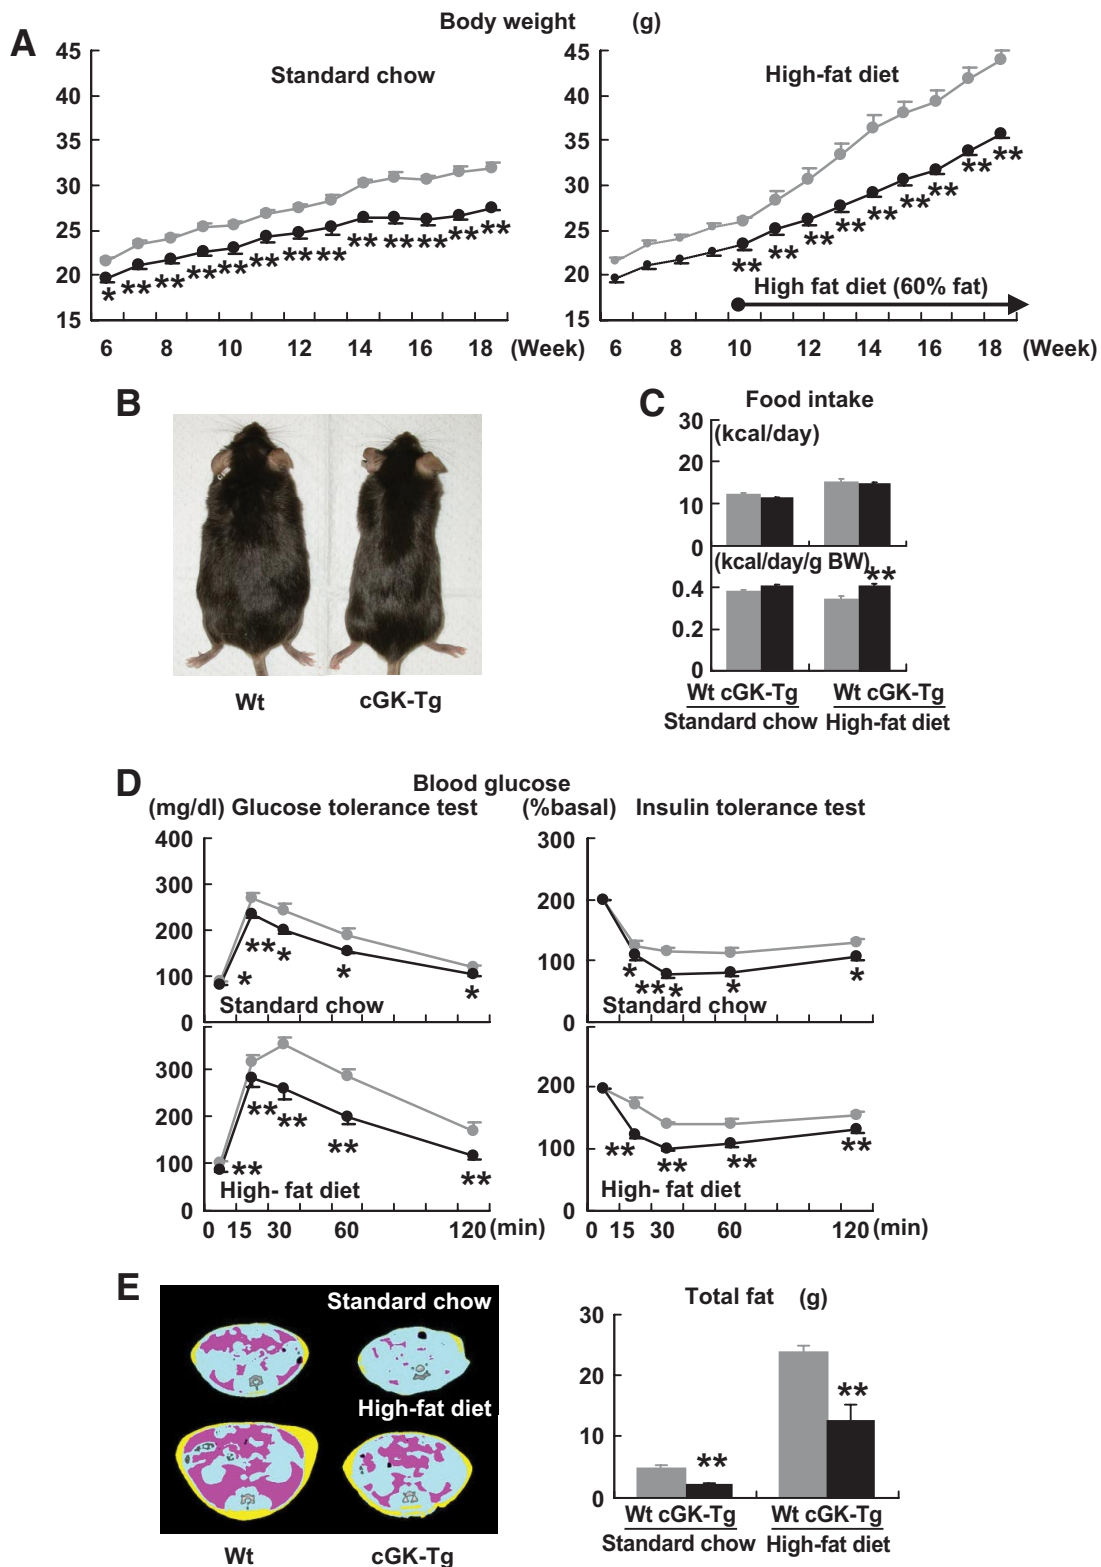 Body weight (g)
A
Standard chow
High-fat diet
45
40
35
30
25
20
15
* ** ** ** ** ** ** ** ** ** ** ** **
6 8 10 12 14 16 18 (Week)
45
40
35
30
25
20
15
** ** ** ** ** ** ** ** **
High fat diet (60% fat)
6 8 10 12 14 16 18 (Week)
B
Wt cGK-Tg
C
Food intake
(kcal/day)
30
20
10
0
(kcal/day/g BW)
**
0.4
0.2
0
Wt cGK-Tg Wt cGK-Tg
Standard chow High-fat diet
D
Blood glucose
(mg/dl) Glucose tolerance test
(%basal) Insulin tolerance test
400
300
200
100
0
* ** * * *
Standard chow
300
200
100
0
* *** * *
Standard chow
300
200
100
0
** ** ** ** **
High- fat diet
0 15 30 60 120 (min)
200
100
0
** ** ** **
High- fat diet
0 15 30 60 120 (min)
E
Standard chow
High-fat diet
Wt cGK-Tg
Total fat (g)
30
20
10
0
**
**
Wt cGK-Tg Wt cGK-Tg
Standard chow High-fat diet